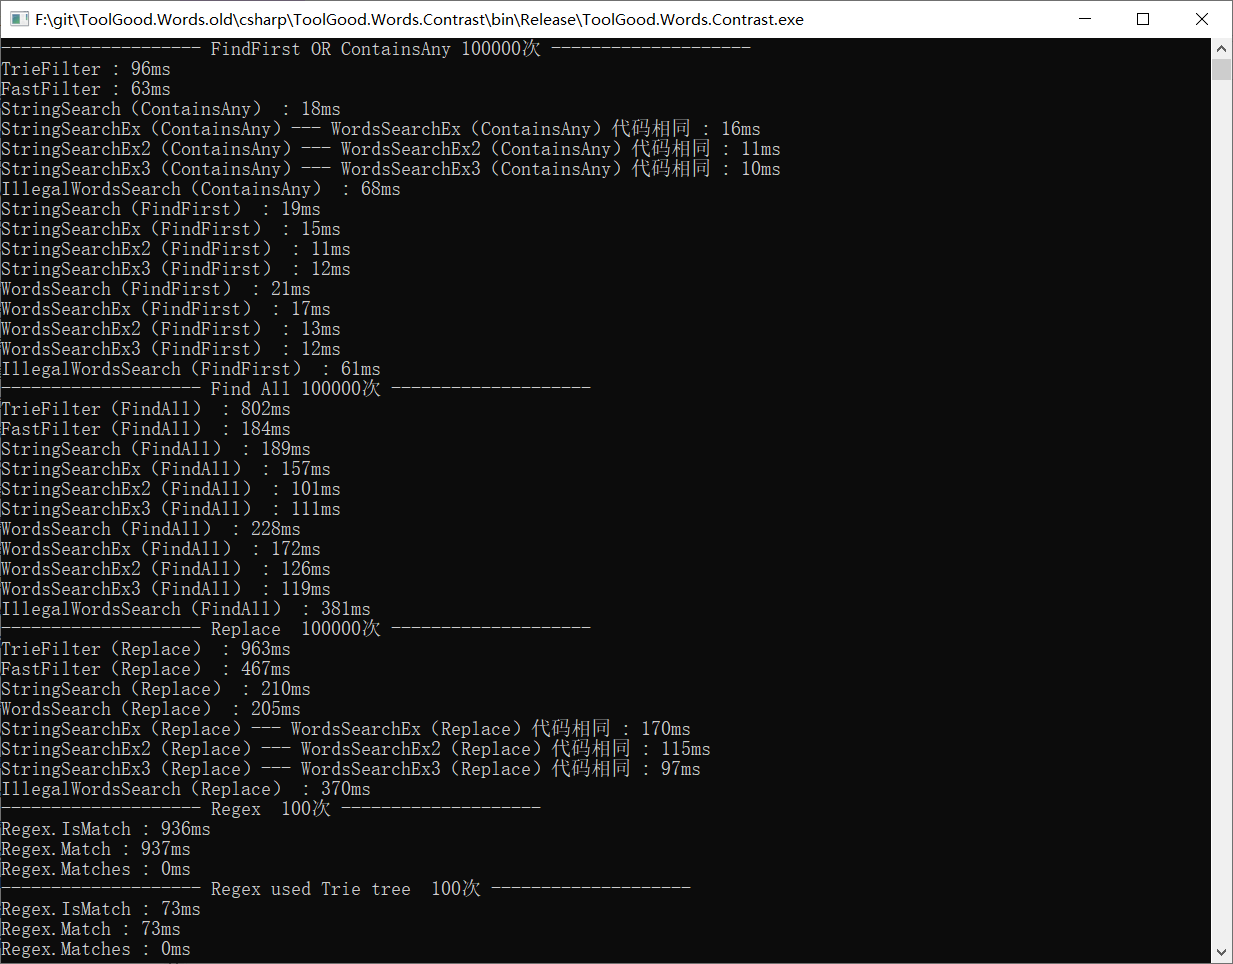 F:\git\ToolGood.Words.old\csharp\ToolGood.Words.Contrast\bin\Release\ToolGood.Words.Contrast.exe
-------------------- FindFirst OR ContainsAny 100000次 --------------------
TrieFilter : 96ms
FastFilter : 63ms
StringSearch（ContainsAny） : 18ms
StringSearchEx（ContainsAny）--- WordsSearchEx（ContainsAny）代码相同 : 16ms
StringSearchEx2（ContainsAny）--- WordsSearchEx2（ContainsAny）代码相同 : 11ms
StringSearchEx3（ContainsAny）--- WordsSearchEx3（ContainsAny）代码相同 : 10ms
IllegalWordsSearch（ContainsAny） : 68ms
StringSearch（FindFirst） : 19ms
StringSearchEx（FindFirst） : 15ms
StringSearchEx2（FindFirst） : 11ms
StringSearchEx3（FindFirst） : 12ms
WordsSearch（FindFirst） : 21ms
WordsSearchEx（FindFirst） : 17ms
WordsSearchEx2（FindFirst） : 13ms
WordsSearchEx3（FindFirst） : 12ms
IllegalWordsSearch（FindFirst） : 61ms
-------------------- Find All 100000次 --------------------
TrieFilter（FindAll） : 802ms
FastFilter（FindAll） : 184ms
StringSearch（FindAll） : 189ms
StringSearchEx（FindAll） : 157ms
StringSearchEx2（FindAll） : 101ms
StringSearchEx3（FindAll） : 111ms
WordsSearch（FindAll） : 228ms
WordsSearchEx（FindAll） : 172ms
WordsSearchEx2（FindAll） : 126ms
WordsSearchEx3（FindAll） : 119ms
IllegalWordsSearch（FindAll） : 381ms
-------------------- Replace  100000次 --------------------
TrieFilter（Replace） : 963ms
FastFilter（Replace） : 467ms
StringSearch（Replace） : 210ms
WordsSearch（Replace） : 205ms
StringSearchEx（Replace）--- WordsSearchEx（Replace）代码相同 : 170ms
StringSearchEx2（Replace）--- WordsSearchEx2（Replace）代码相同 : 115ms
StringSearchEx3（Replace）--- WordsSearchEx3（Replace）代码相同 : 97ms
IllegalWordsSearch（Replace） : 370ms
-------------------- Regex  100次 --------------------
Regex.IsMatch : 936ms
Regex.Match : 937ms
Regex.Matches : 0ms
-------------------- Regex used Trie tree  100次 --------------------
Regex.IsMatch : 73ms
Regex.Match : 73ms
Regex.Matches : 0ms